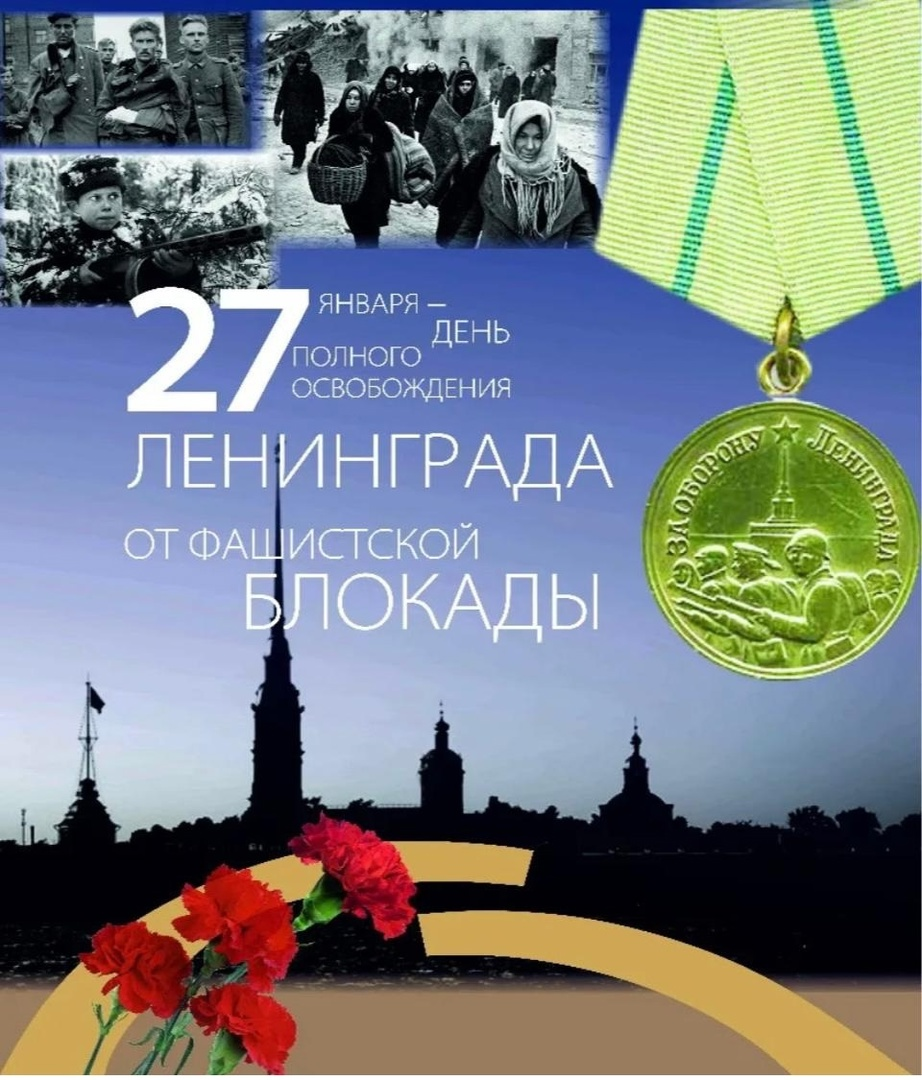 27 ЯНВАРЯ –
ДЕНЬ
ПОЛНОГО
ОСВОБОЖДЕНИЯ
ЛЕНИНГРАДА
ОТ ФАШИСТСКОЙ
БЛОКАДЫ
ЗА ОБОРОНУ ЛЕНИНГРАДА